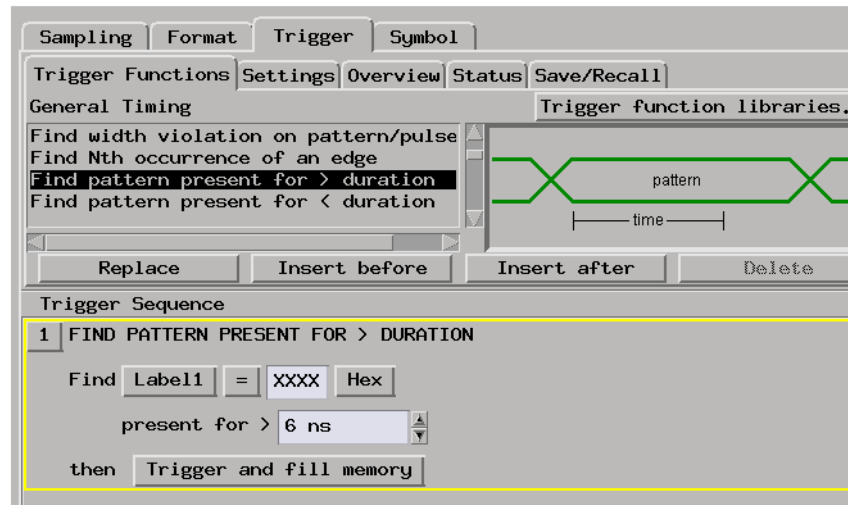 Sampling Format Trigger Symbol
Trigger Functions Settings Overview Status Save/Recall
General Timing Trigger function libraries.
Find width violation on pattern/pulse
Find Nth occurrence of an edge
Find pattern present for > duration
Find pattern present for < duration
pattern
time
Replace Insert before Insert after Delete
Trigger Sequence
1 FIND PATTERN PRESENT FOR > DURATION
Find Label1 = XXXX Hex
present for > 6 ns
then Trigger and fill memory